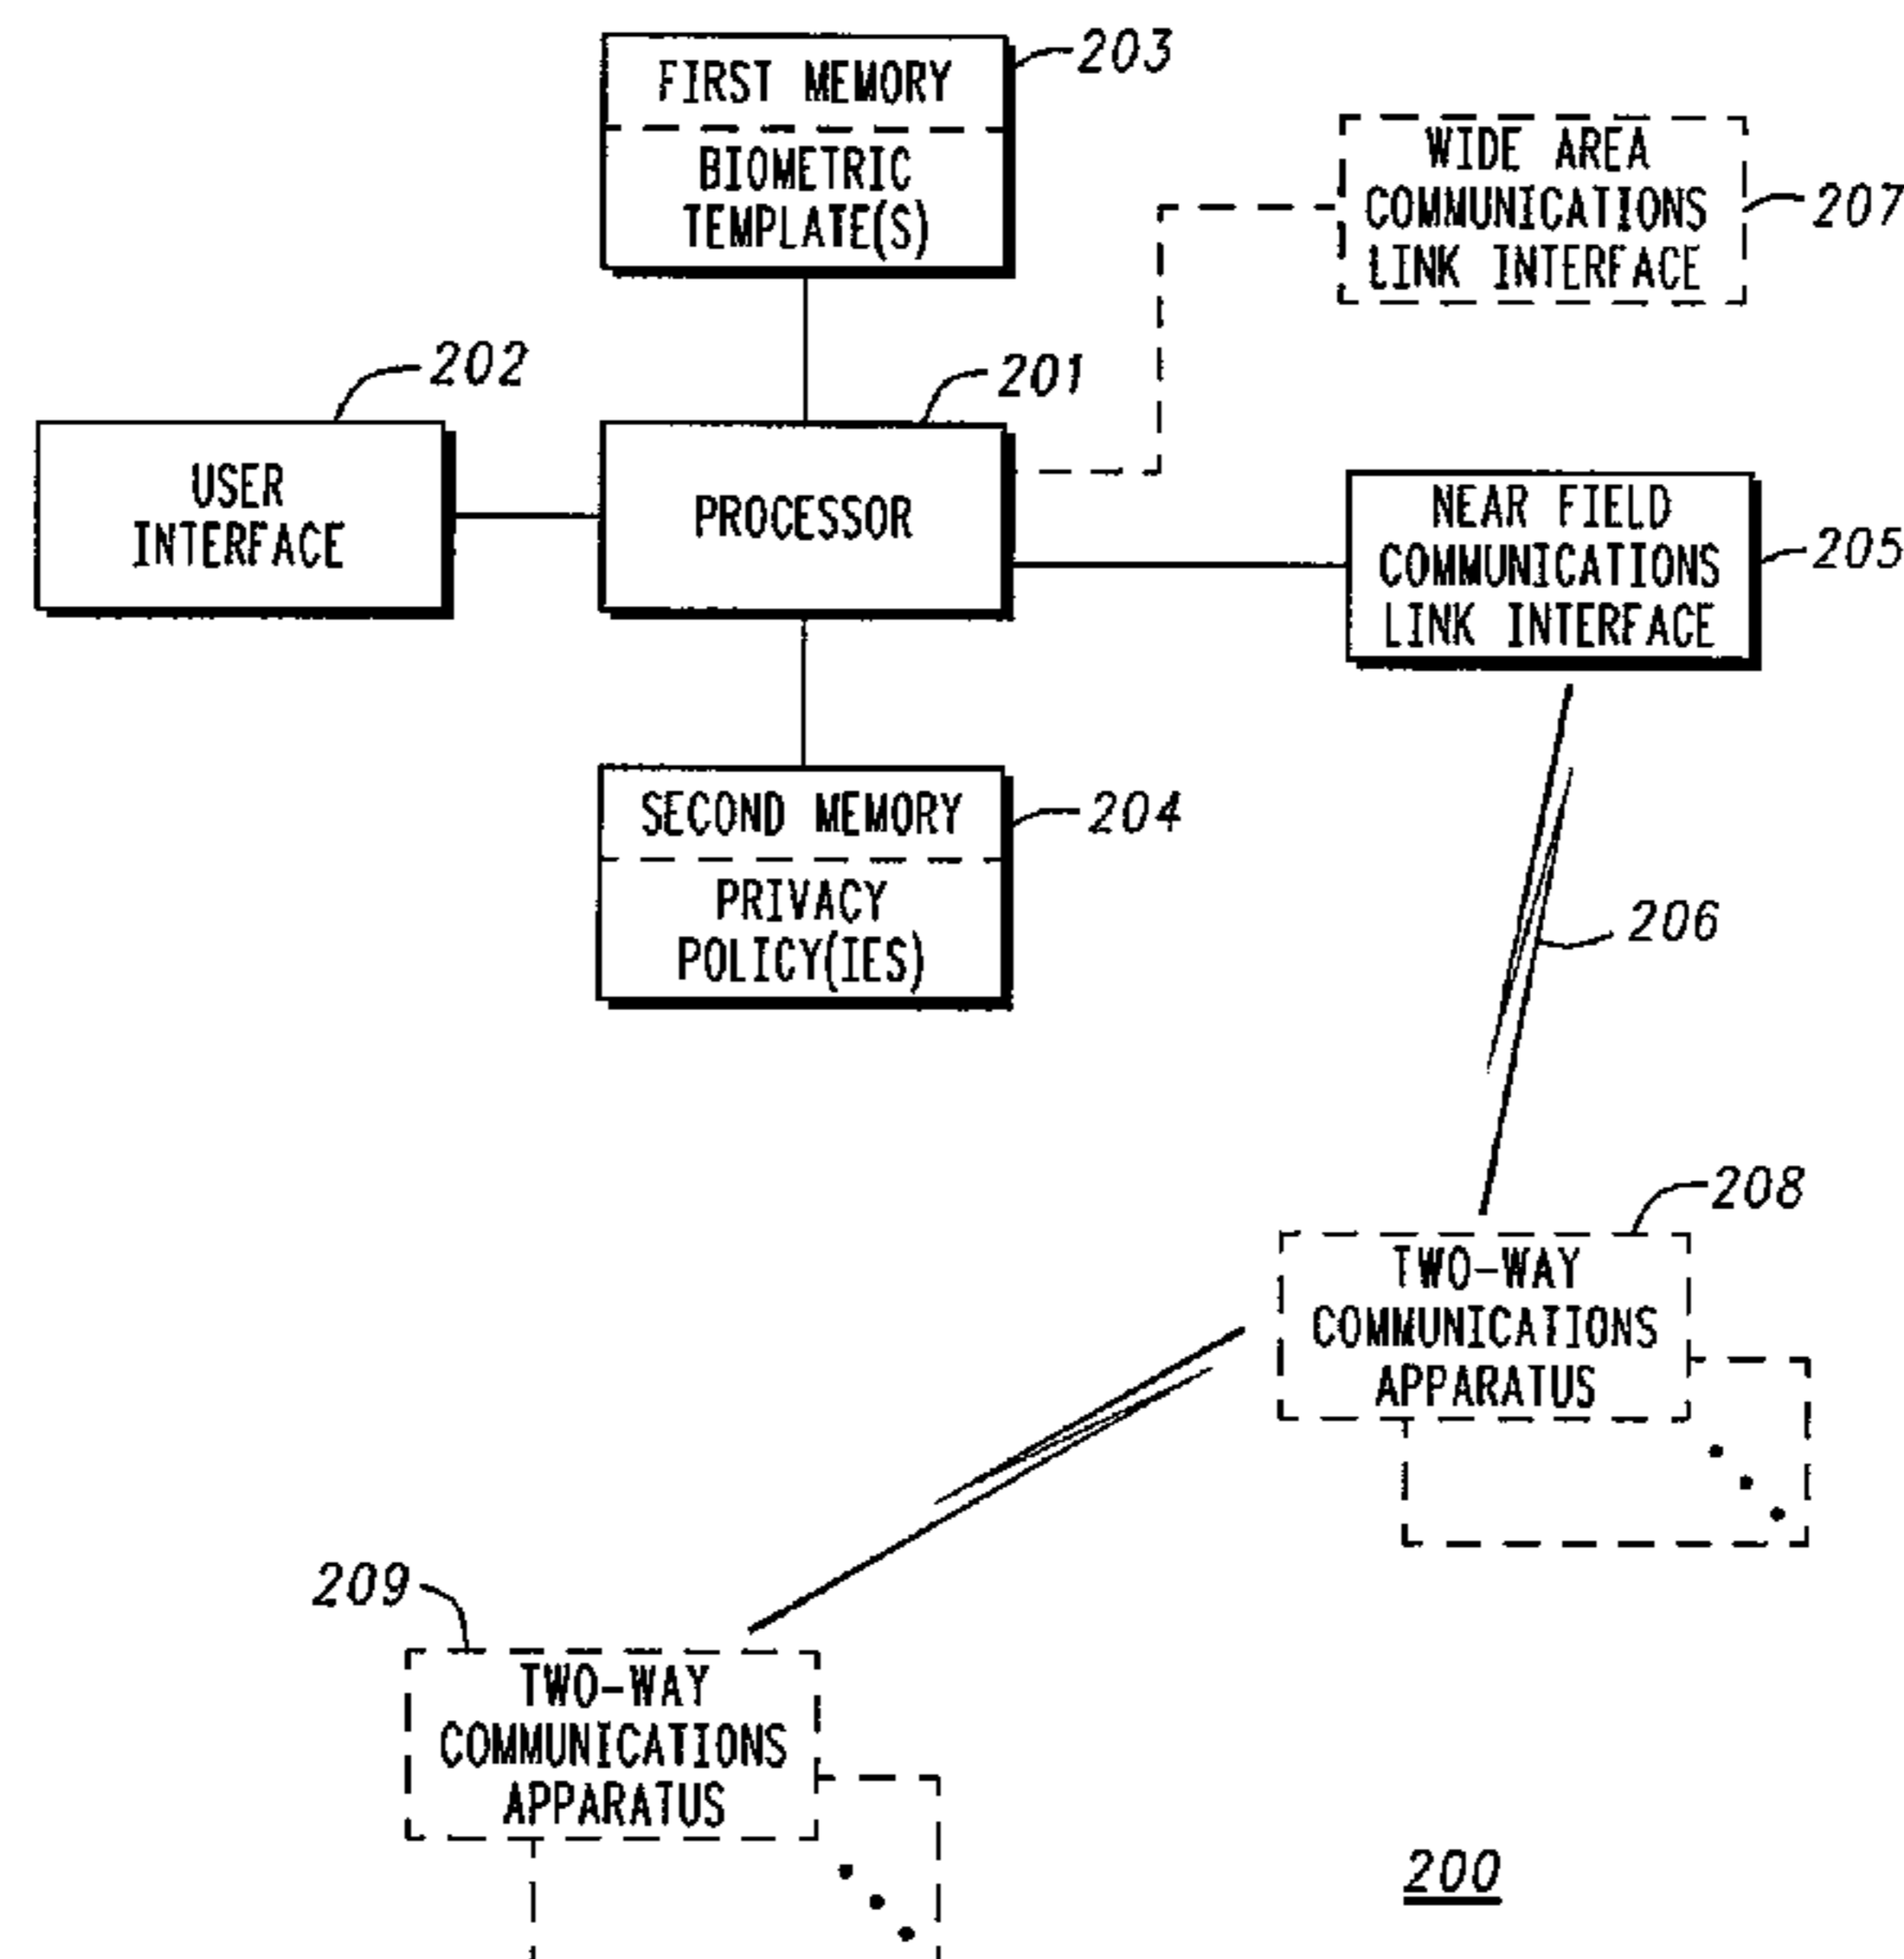 203
FIRST MEMORY
BIOMETRIC
TEMPLATE(S)
WIDE AREA
COMMUNICATIONS
LINK INTERFACE
207
202
201
USER
INTERFACE
PROCESSOR
NEAR FIELD
COMMUNICATIONS
LINK INTERFACE
205
SECOND MEMORY
204
PRIVACY
POLICY(IES)
206
208
TWO-WAY
COMMUNICATIONS
APPARATUS
209
TWO-WAY
COMMUNICATIONS
APPARATUS
200